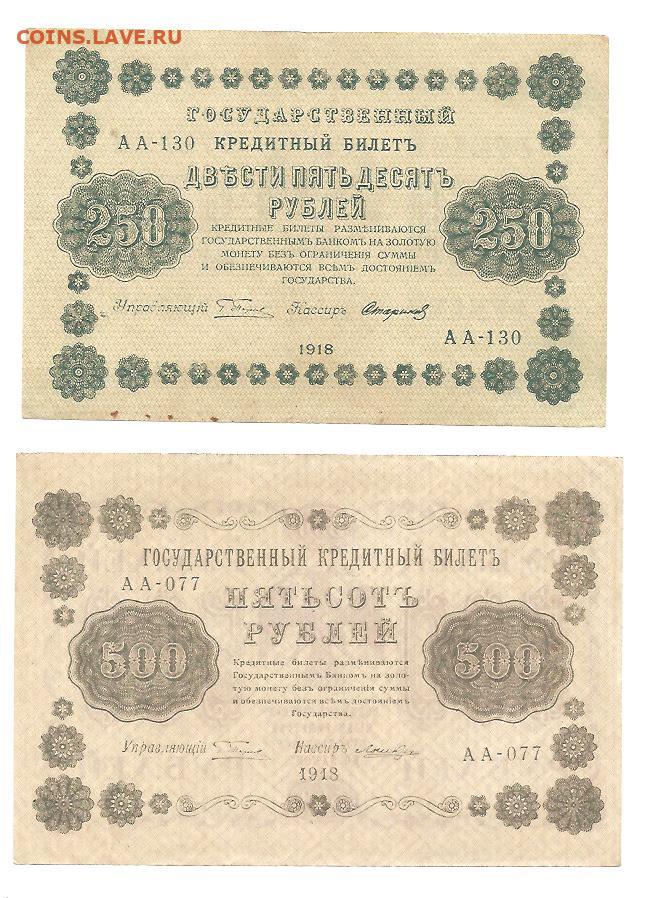 COINS.LAVE.RU
ГОСУДАРСТВЕННЫЙ
АА-130 КРЕДИТНЫЙ БИЛЕТЪ
ДВѢСТИ ПЯТЬДЕСЯТЪ
РУБЛЕЙ
250 250
КРЕДИТНЫЕ БИЛЕТЫ РАЗМѢНИВАЮТСЯ
ГОСУДАРСТВЕННЫМЪ БАНКОМЪ НА ЗОЛОТУЮ
МОНЕТУ БЕЗЪ ОГРАНИЧЕНІЯ СУММЫ
И ОБЕЗПЕЧИВАЮТСЯ ВСѢМЪ ДОСТОЯНІЕМЪ
ГОСУДАРСТВА.
Управляющій Кассиръ Стариков
АА-130
1918
ГОСУДАРСТВЕННЫЙ КРЕДИТНЫЙ БИЛЕТЪ
АА-077
ПЯТЬСОТЪ
РУБЛЕЙ
500 500
Кредитные билеты размѣниваются
Государственнымъ Банкомъ на золо-
тую монету безъ ограниченія суммы
и обезпечиваются всѣмъ достояніемъ
Государства.
Управляющій Кассиръ АА-077
1918